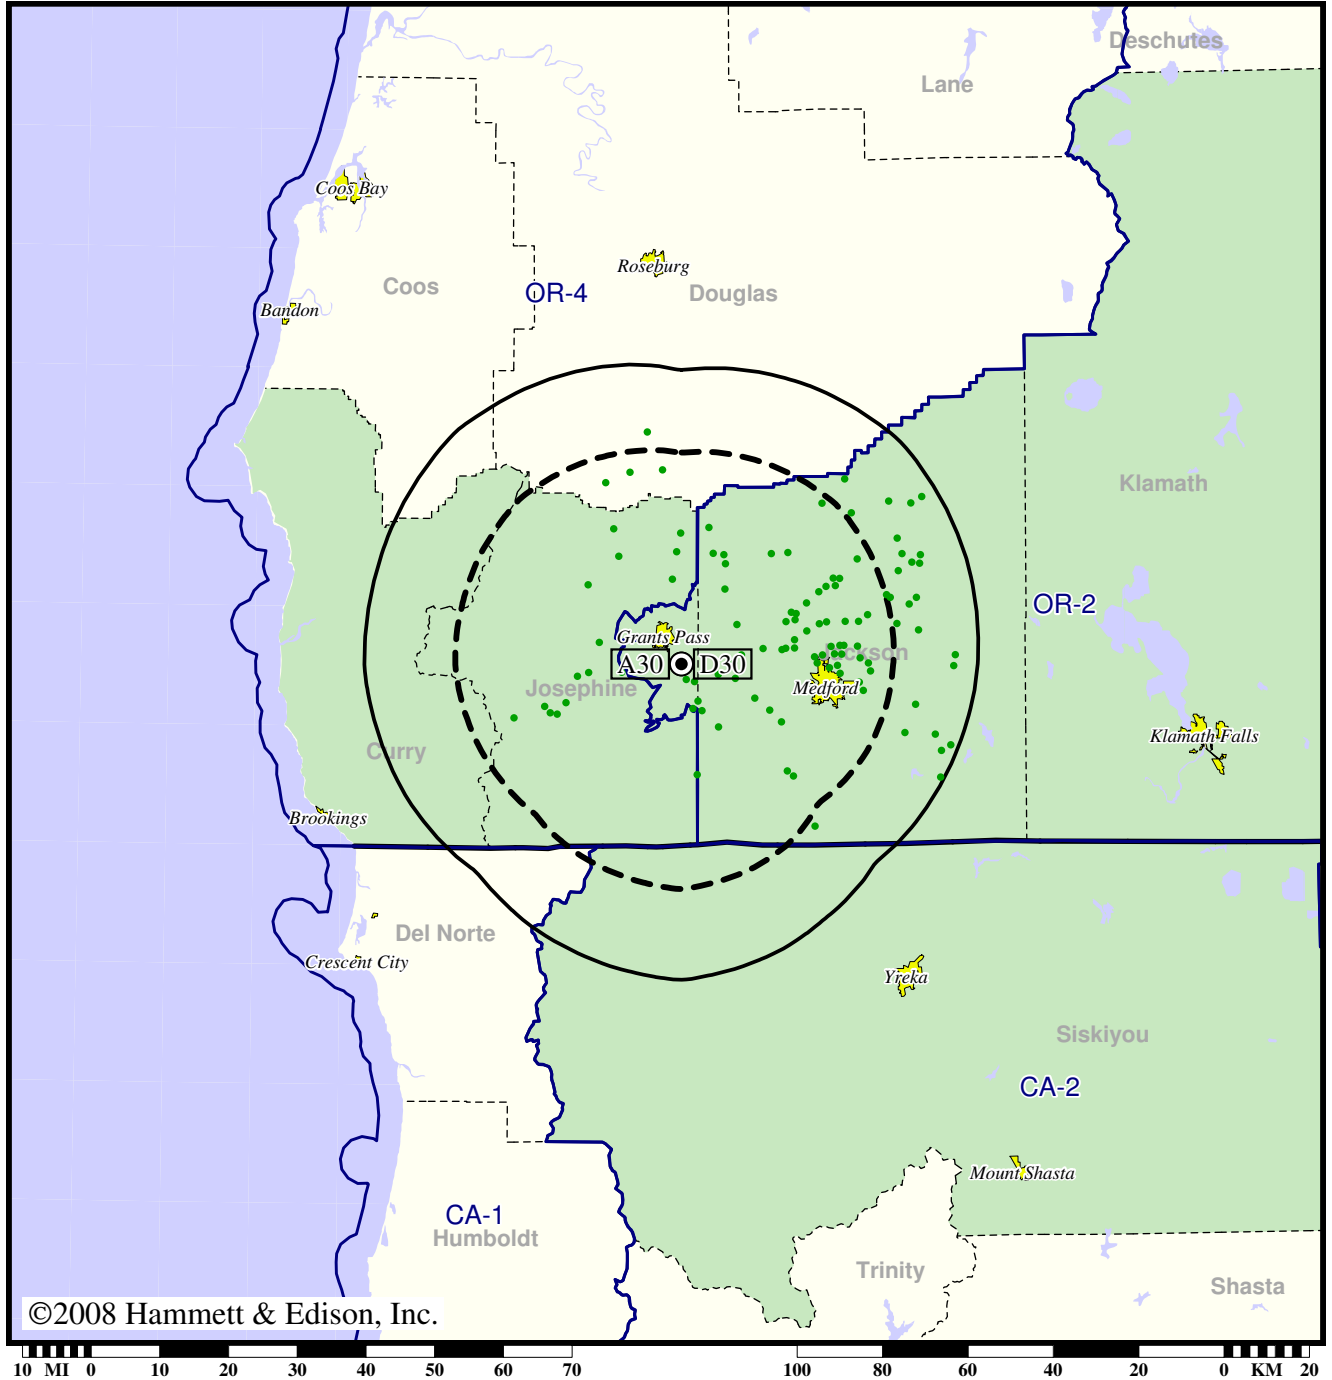 Deschutes
Lane
Coos Bay
Roseburg
Coos
OR-4
Douglas
Bandon
Klamath
OR-2
Grants Pass
Jackson
A30
D30
Josephine
Medford
Curry
Klamath Falls
Brookings
Del Norte
Crescent City
Yreka
Siskiyou
CA-2
Mount Shasta
CA-1
Humboldt
Trinity
Shasta
©2008 Hammett & Edison, Inc.
10 MI 0 10 20 30 40 50 60 70 100 80 60 40 20 0 KM 20